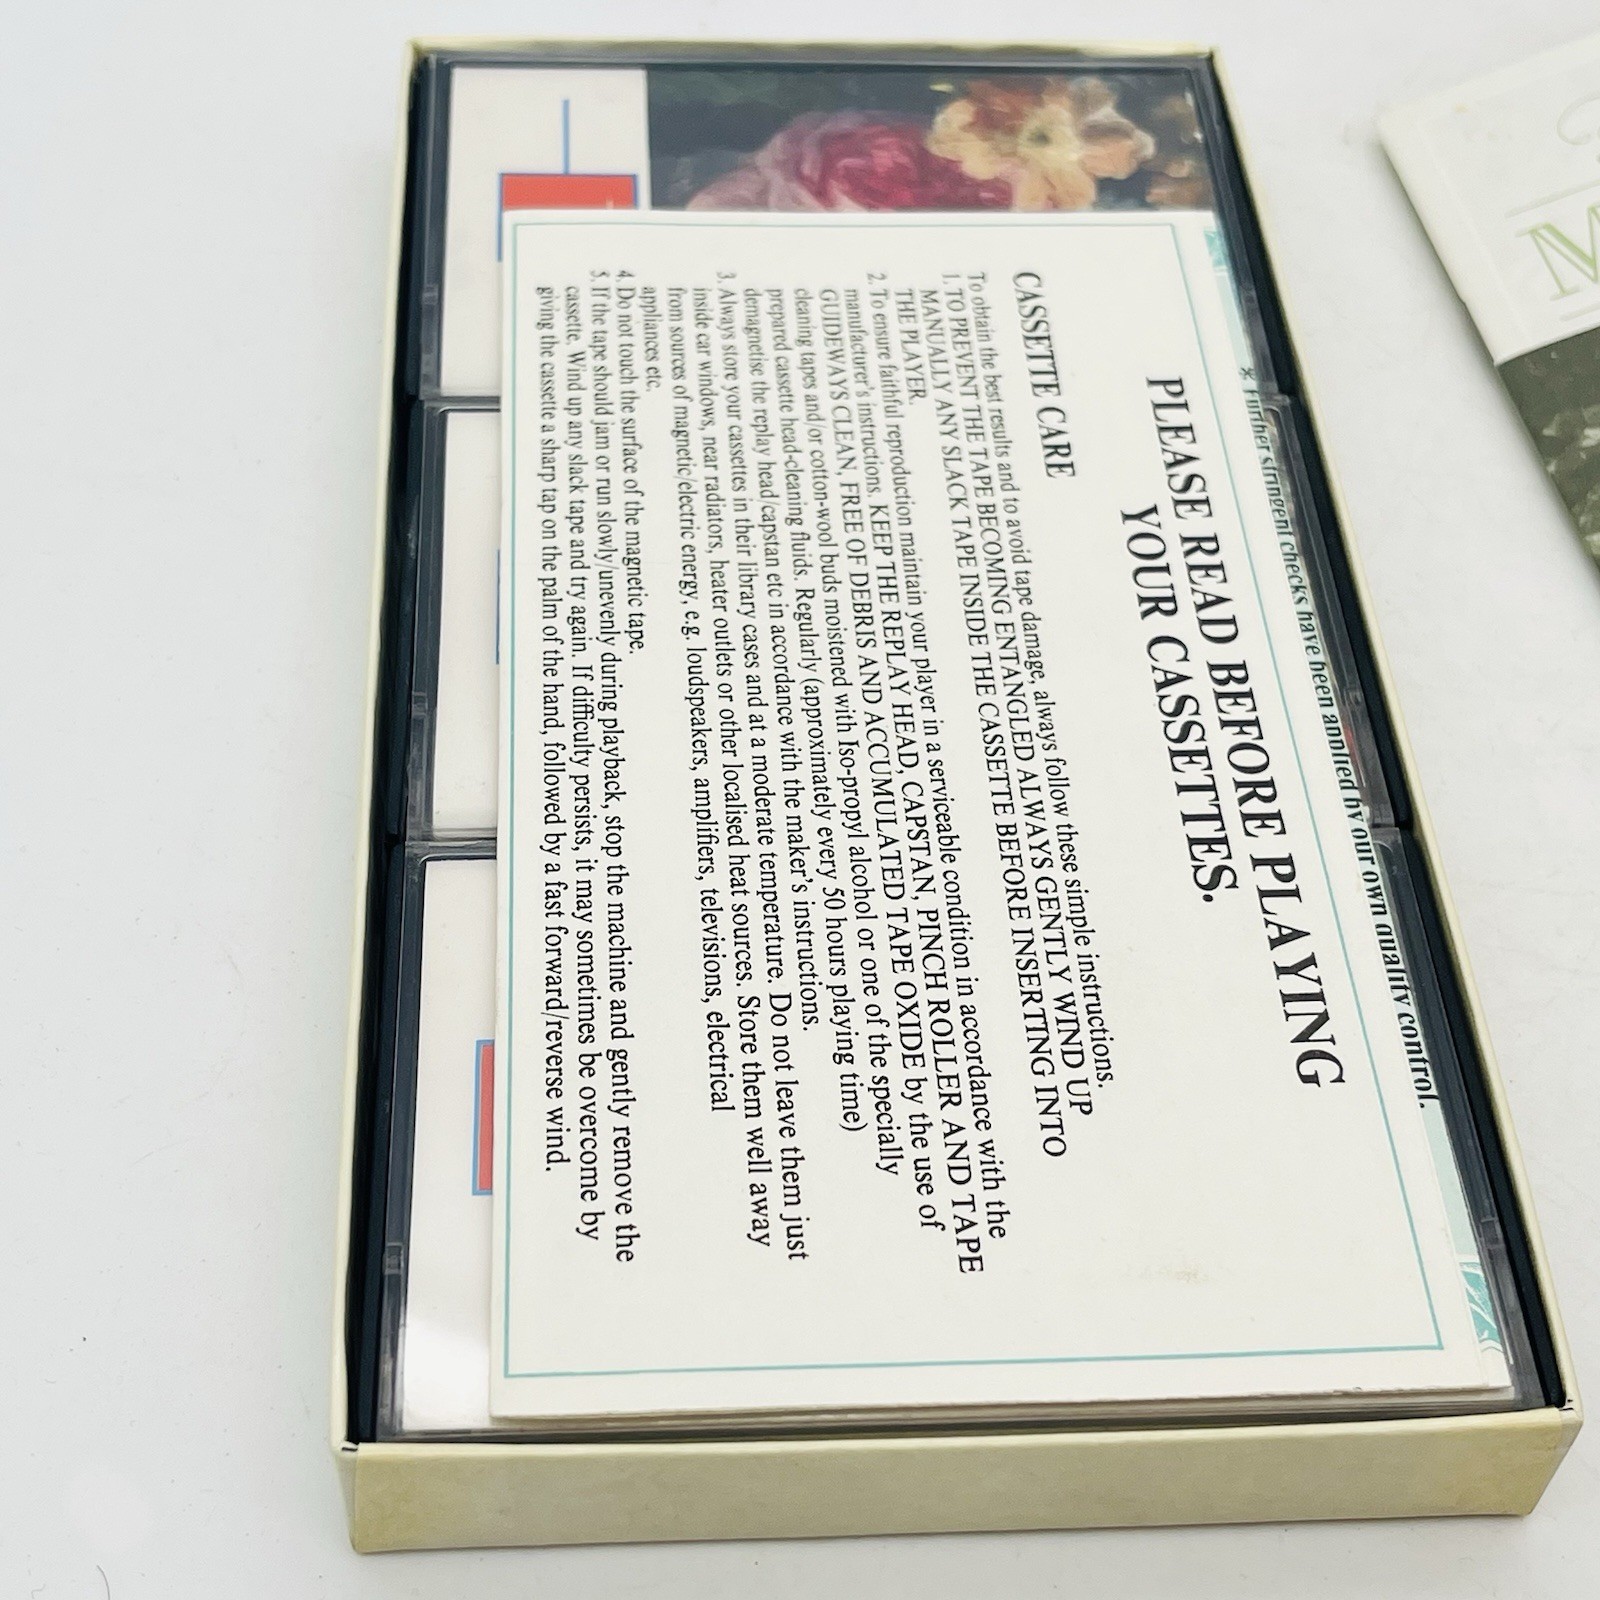 * Further stringent checks have been applied by our own quality control.
PLEASE READ BEFORE PLAYING
YOUR CASSETTES.
CASSETTE CARE
To obtain the best results and to avoid tape damage, always follow these simple instructions.
1. TO PREVENT THE TAPE BECOMING ENTANGLED ALWAYS GENTLY WIND UP
MANUALLY ANY SLACK TAPE INSIDE THE CASSETTE BEFORE INSERTING INTO
THE PLAYER.
2. To ensure faithful reproduction maintain your player in a serviceable condition in accordance with the
manufacturer's instructions. KEEP THE REPLAY HEAD, CAPSTAN, PINCH ROLLER AND TAPE
GUIDEWAYS CLEAN, FREE OF DEBRIS AND ACCUMULATED TAPE OXIDE by the use of
cleaning tapes and/or cotton-wool buds moistened with Iso-propyl alcohol or one of the specially
prepared cassette head-cleaning fluids. Regularly (approximately every 50 hours playing time)
demagnetise the replay head/capstan etc in accordance with the maker's instructions.
3. Always store your cassettes in their library cases and at a moderate temperature. Do not leave them just
inside car windows, near radiators, heater outlets or other localised heat sources. Store them well away
from sources of magnetic/electric energy, e.g. loudspeakers, amplifiers, televisions, electrical
appliances etc.
4. Do not touch the surface of the magnetic tape.
5. If the tape should jam or run slowly/unevenly during playback, stop the machine and gently remove the
cassette. Wind up any slack tape and try again. If difficulty persists, it may sometimes be overcome by
giving the cassette a sharp tap on the palm of the hand, followed by a fast forward/reverse wind.
M